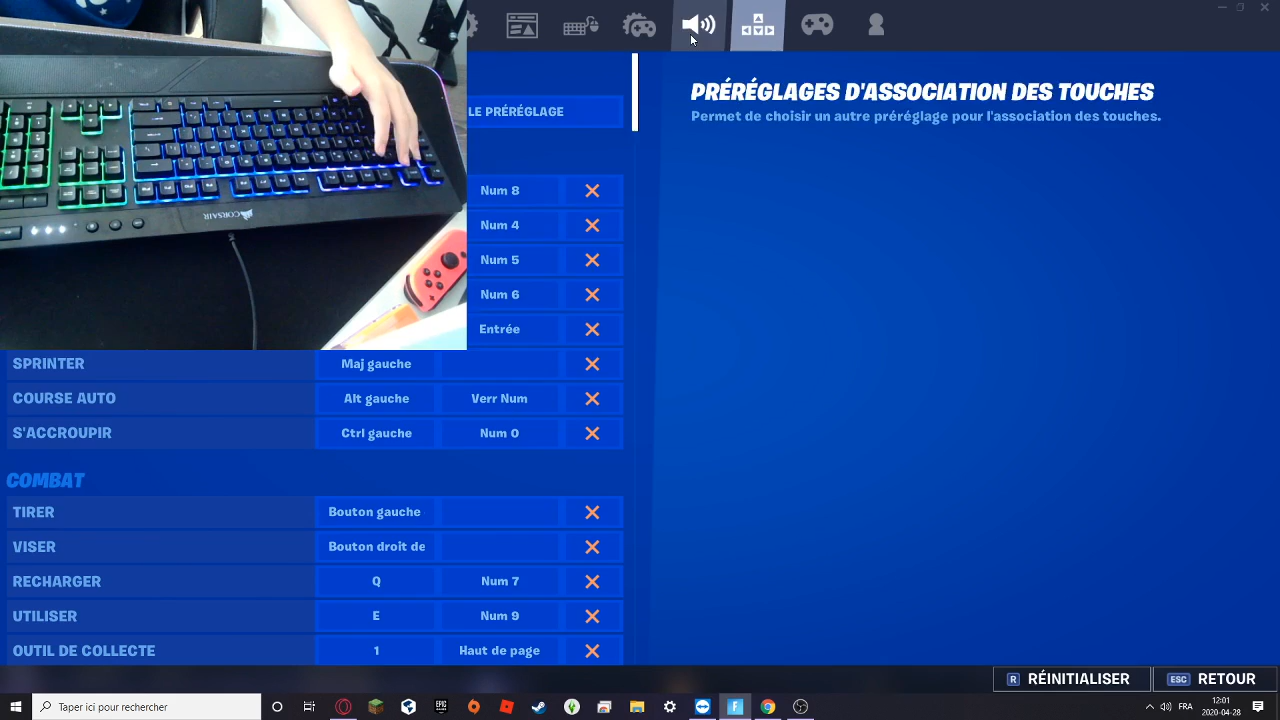 PRÉRÉGLAGES D'ASSOCIATION DES TOUCHES
Permet de choisir un autre préréglage pour l'association des touches.
LE PRÉRÉGLAGE
Num 8
Num 4
Num 5
Num 6
Entrée
SPRINTER Maj gauche
COURSE AUTO Alt gauche Verr Num
S'ACCROUPIR Ctrl gauche Num 0
COMBAT
TIRER Bouton gauche
VISER Bouton droit de
RECHARGER Q Num 7
UTILISER E Num 9
OUTIL DE COLLECTE 1 Haut de page
R RÉINITIALISER ESC RETOUR
Taper ici pour rechercher
EPIC GAMES
FRA
12:01
2020-04-28
CORSAIR